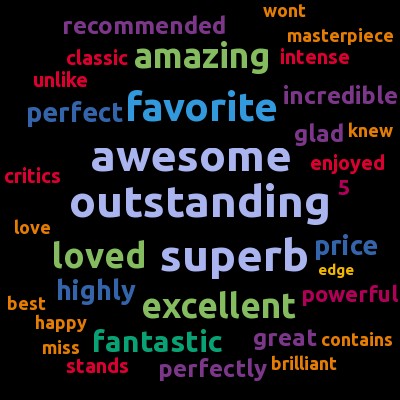 wont
recommended
masterpiece
classic amazing intense
unlike
incredible
perfect favorite
glad knew
awesome
enjoyed
critics
5
outstanding
love
price
loved superb
edge
highly
powerful
best
excellent
happy
great contains
miss fantastic
stands perfectly brilliant